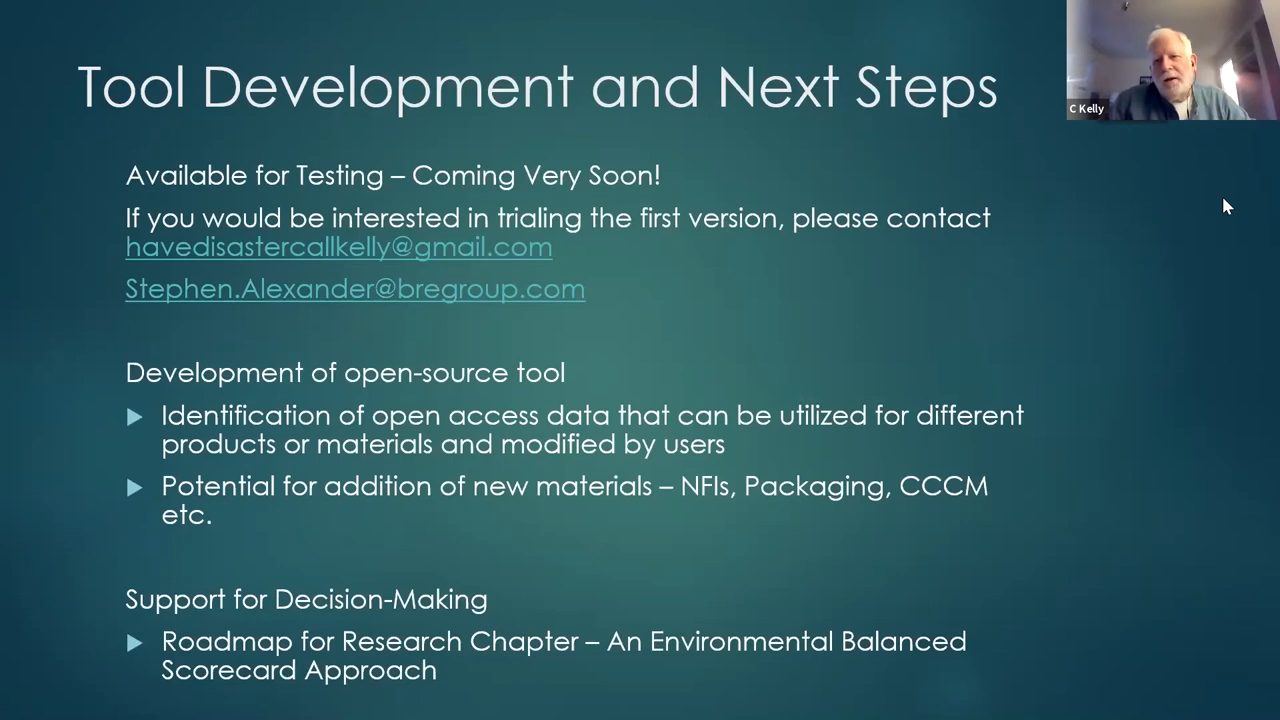 Tool Development and Next Steps
C Kelly
Available for Testing – Coming Very Soon!
If you would be interested in trialing the first version, please contact
havedisastercallkelly@gmail.com
Stephen.Alexander@bregroup.com
Development of open-source tool
Identification of open access data that can be utilized for different
products or materials and modified by users
Potential for addition of new materials – NFIs, Packaging, CCCM
etc.
Support for Decision-Making
Roadmap for Research Chapter – An Environmental Balanced
Scorecard Approach